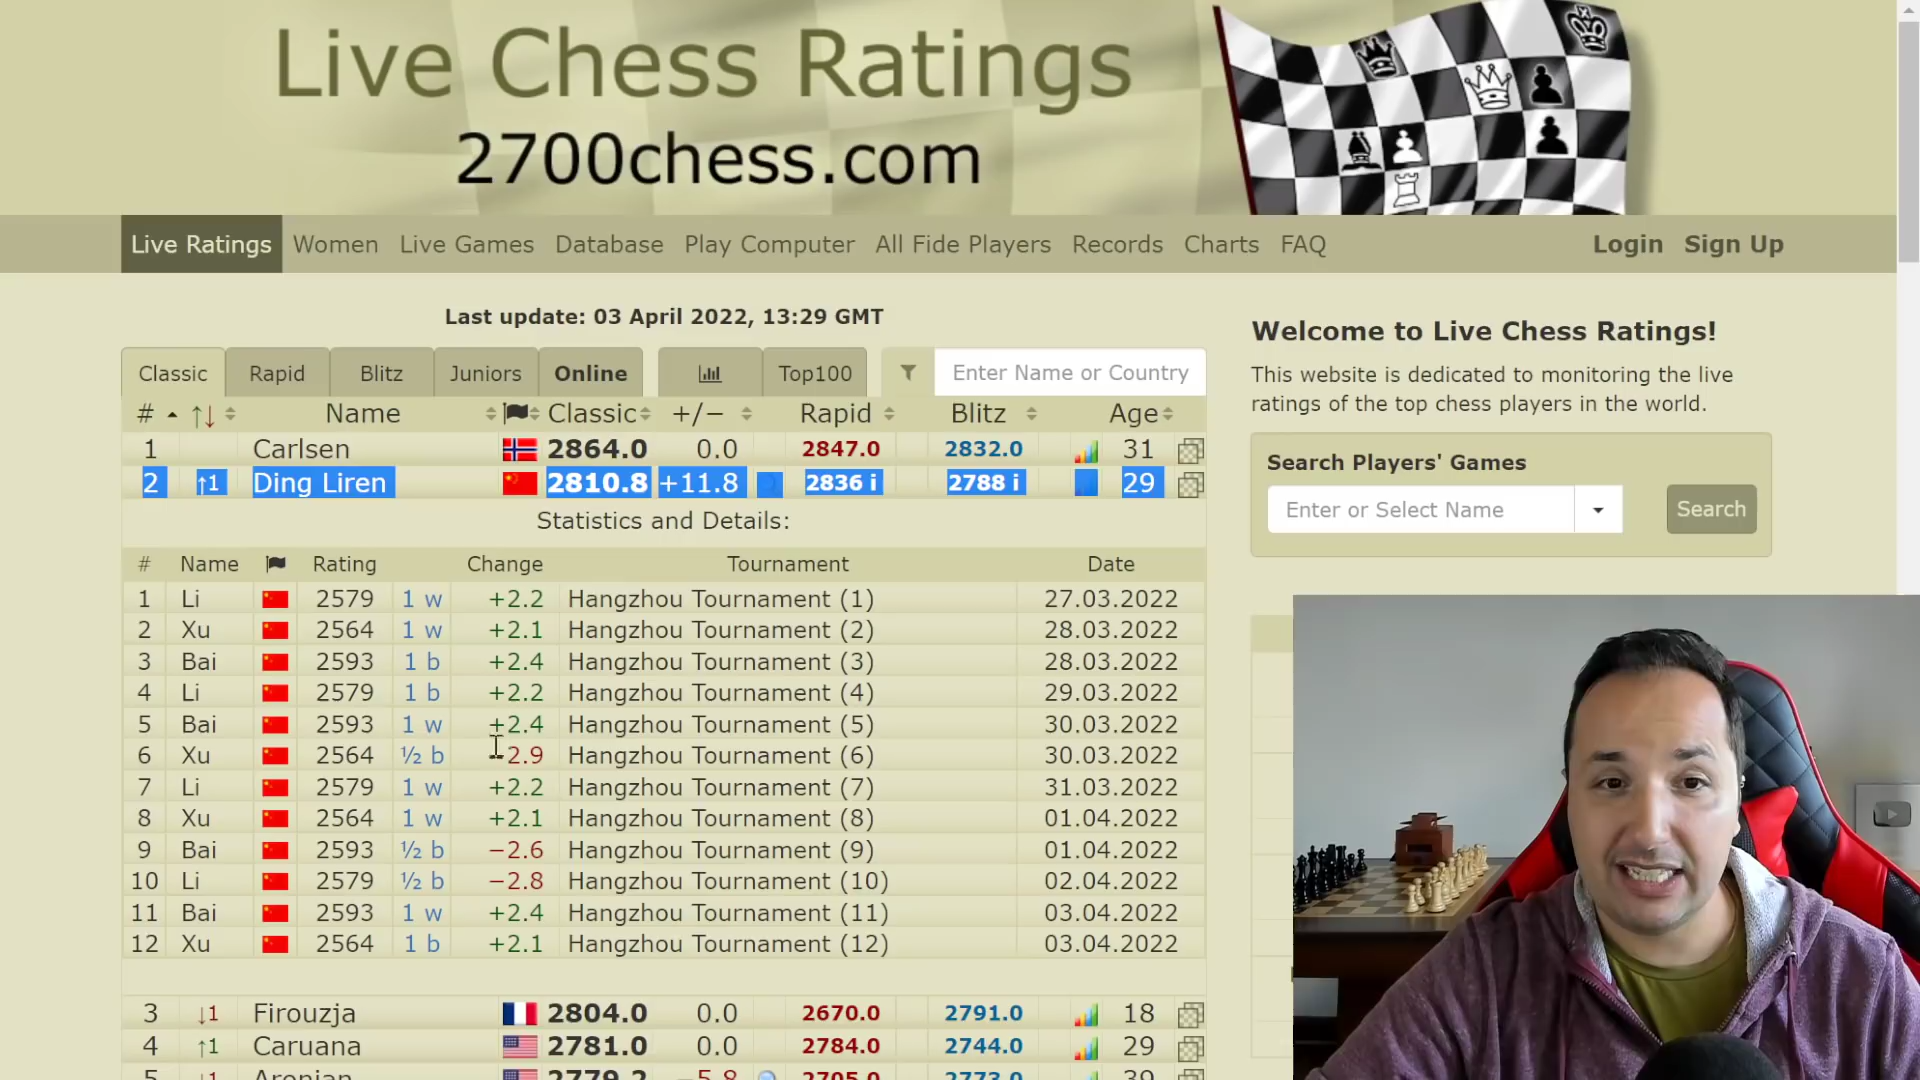 Live Chess Ratings
2700chess.com
Live Ratings Women Live Games Database Play Computer All Fide Players Records Charts FAQ Login Sign Up
Last update: 03 April 2022, 13:29 GMT
Classic Rapid Blitz Juniors Online Top100 Enter Name or Country
# ↑↓ Name Classic +/− Rapid Blitz Age
1 Carlsen 2864.0 0.0 2847.0 2832.0 31
2 ↑1 Ding Liren 2810.8 +11.8 2836 i 2788 i 29
Statistics and Details:
# Name Rating Change Tournament Date
1 Li 2579 1 w +2.2 Hangzhou Tournament (1) 27.03.2022
2 Xu 2564 1 w +2.1 Hangzhou Tournament (2) 28.03.2022
3 Bai 2593 1 b +2.4 Hangzhou Tournament (3) 28.03.2022
4 Li 2579 1 b +2.2 Hangzhou Tournament (4) 29.03.2022
5 Bai 2593 1 w +2.4 Hangzhou Tournament (5) 30.03.2022
6 Xu 2564 ½ b −2.9 Hangzhou Tournament (6) 30.03.2022
7 Li 2579 1 w +2.2 Hangzhou Tournament (7) 31.03.2022
8 Xu 2564 1 w +2.1 Hangzhou Tournament (8) 01.04.2022
9 Bai 2593 ½ b −2.6 Hangzhou Tournament (9) 01.04.2022
10 Li 2579 ½ b −2.8 Hangzhou Tournament (10) 02.04.2022
11 Bai 2593 1 w +2.4 Hangzhou Tournament (11) 03.04.2022
12 Xu 2564 1 b +2.1 Hangzhou Tournament (12) 03.04.2022
3 ↓1 Firouzja 2804.0 0.0 2670.0 2791.0 18
4 ↑1 Caruana 2781.0 0.0 2784.0 2744.0 29
5 ↓1 Aronian 2779.2 −5.8 2705.0 2773.0 39
Welcome to Live Chess Ratings!
This website is dedicated to monitoring the live
ratings of the top chess players in the world.
Search Players' Games
Enter or Select Name Search